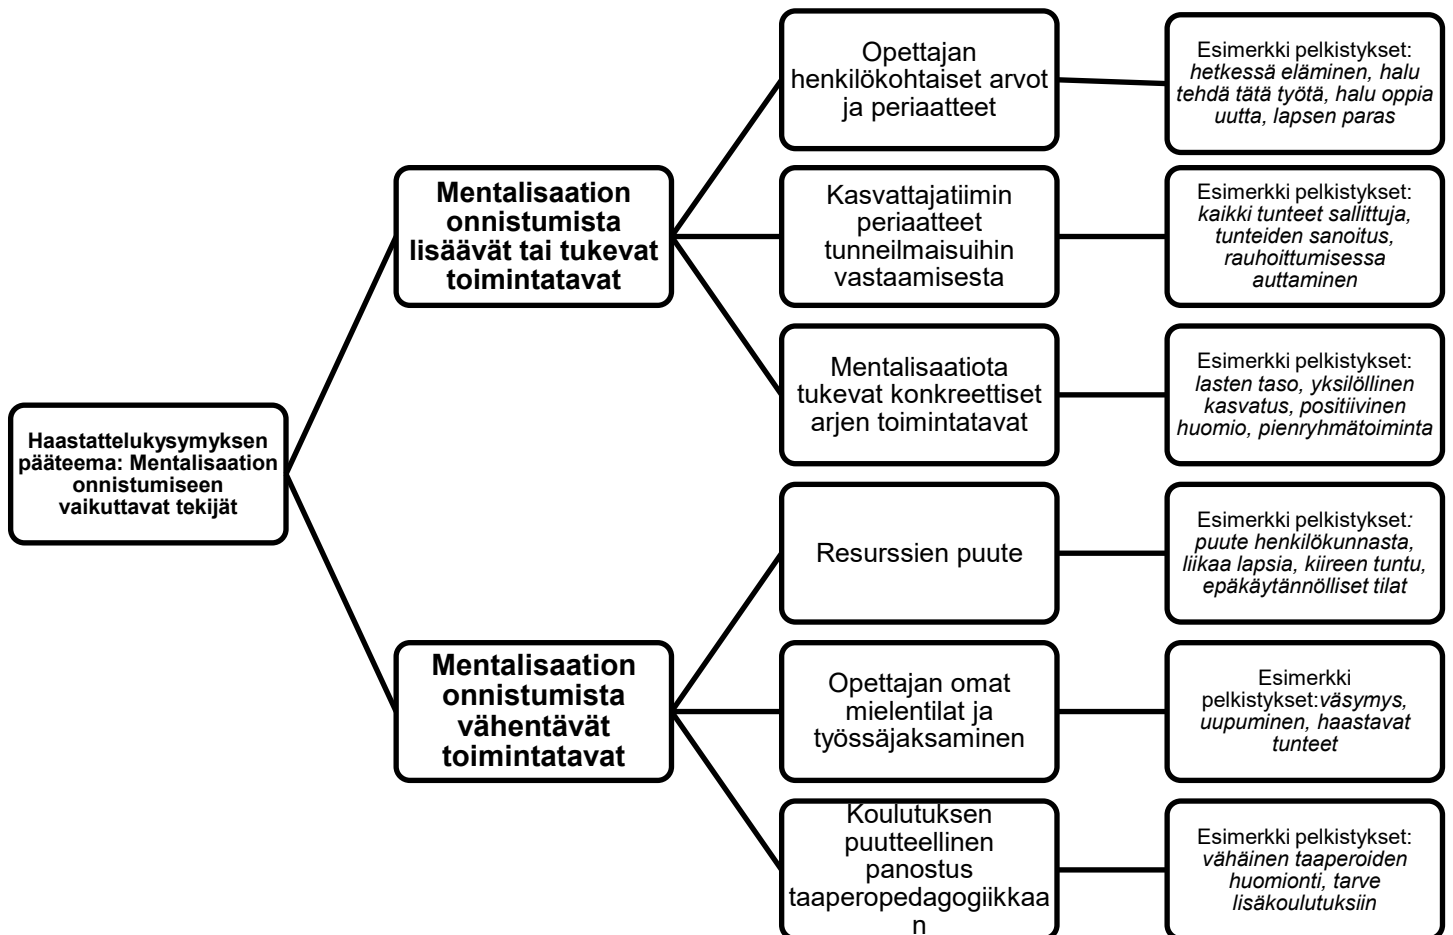 Haastattelukysymyksen
pääteema: Mentalisaation
onnistumiseen
vaikuttavat tekijät
Mentalisaation
onnistumista
lisäävät tai tukevat
toimintatavat
Opettajan
henkilökohtaiset arvot
ja periaatteet
Esimerkki pelkistykset:
hetkessä eläminen, halu
tehdä tätä työtä, halu oppia
uutta, lapsen paras
Kasvattajatiimin
periaatteet
tunneilmaisuihin
vastaamisesta
Esimerkki pelkistykset:
kaikki tunteet sallittuja,
tunteiden sanoitus,
rauhoittumisessa
auttaminen
Mentalisaatiota
tukevat konkreettiset
arjen toimintatavat
Esimerkki pelkistykset:
lasten taso, yksilöllinen
kasvatus, positiivinen
huomio, pienryhmätoiminta
Mentalisaation
onnistumista
vähentävät
toimintatavat
Resurssien puute
Esimerkki pelkistykset:
puute henkilökunnasta,
liikaa lapsia, kiireen tuntu,
epäkäytännölliset tilat
Opettajan omat
mielentilat ja
työssäjaksaminen
Esimerkki
pelkistykset:väsymys,
uupuminen, haastavat
tunteet
Koulutuksen
puutteellinen
panostus
taaperopedagogiikkaa
n
Esimerkki pelkistykset:
vähäinen taaperoiden
huomionti, tarve
lisäkoulutuksiin